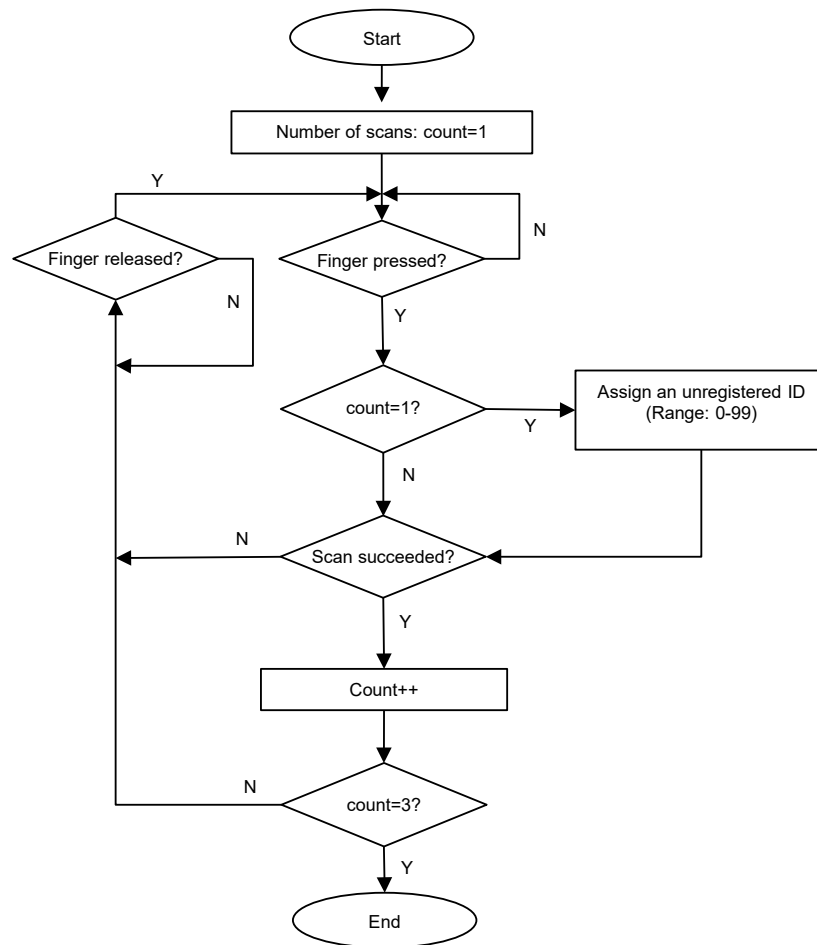 Start
Number of scans: count=1
Y
N
Finger released?
Finger pressed?
N
Y
Assign an unregistered ID
(Range: 0-99)
count=1?
Y
N
N
Scan succeeded?
Y
Count++
N
count=3?
Y
End